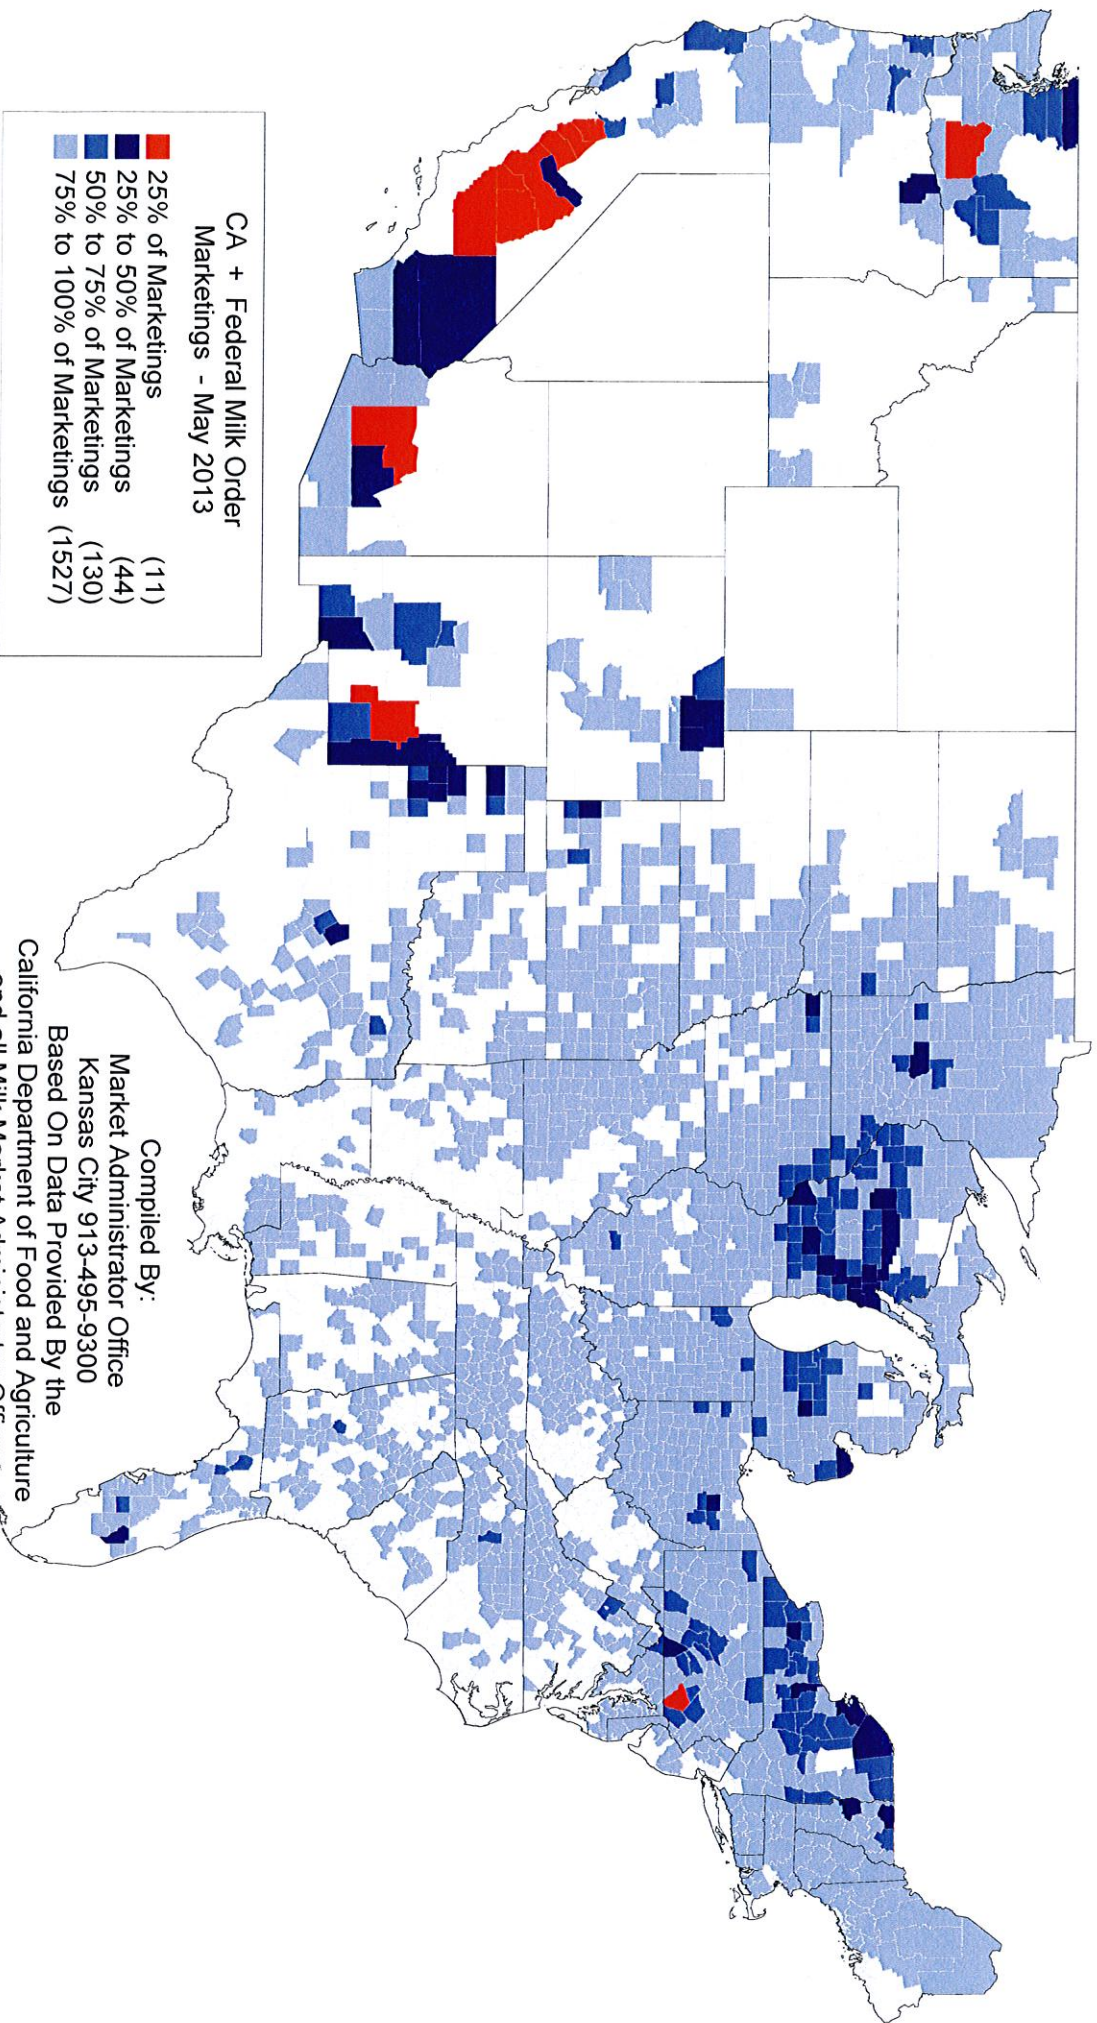 CA + Federal Milk Order
Marketings - May 2013
25% of Marketings (11)
25% to 50% of Marketings (44)
50% to 75% of Marketings (130)
75% to 100% of Marketings (1527)
Compiled By:
Market Administrator Office
Kansas City 913-495-9300
Based On Data Provided By the
California Department of Food and Agriculture